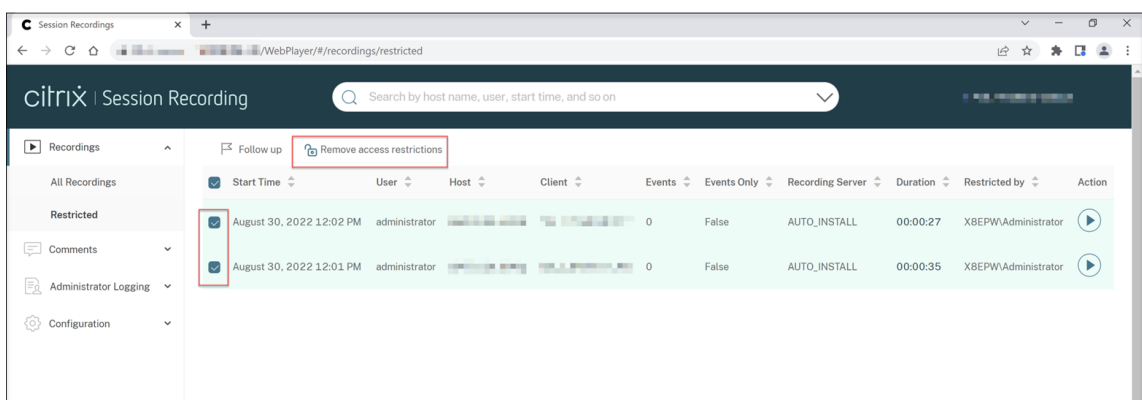 Session Recordings
/WebPlayer/#/recordings/restricted
citrix | Session Recording
Search by host name, user, start time, and so on
Recordings
Follow up
Remove access restrictions
All Recordings
Start Time
User
Host
Client
Events
Events Only
Recording Server
Duration
Restricted by
Action
Restricted
August 30, 2022 12:02 PM administrator 0 False AUTO_INSTALL 00:00:27 X8EPW\Administrator
Comments
August 30, 2022 12:01 PM administrator 0 False AUTO_INSTALL 00:00:35 X8EPW\Administrator
Administrator Logging
Configuration